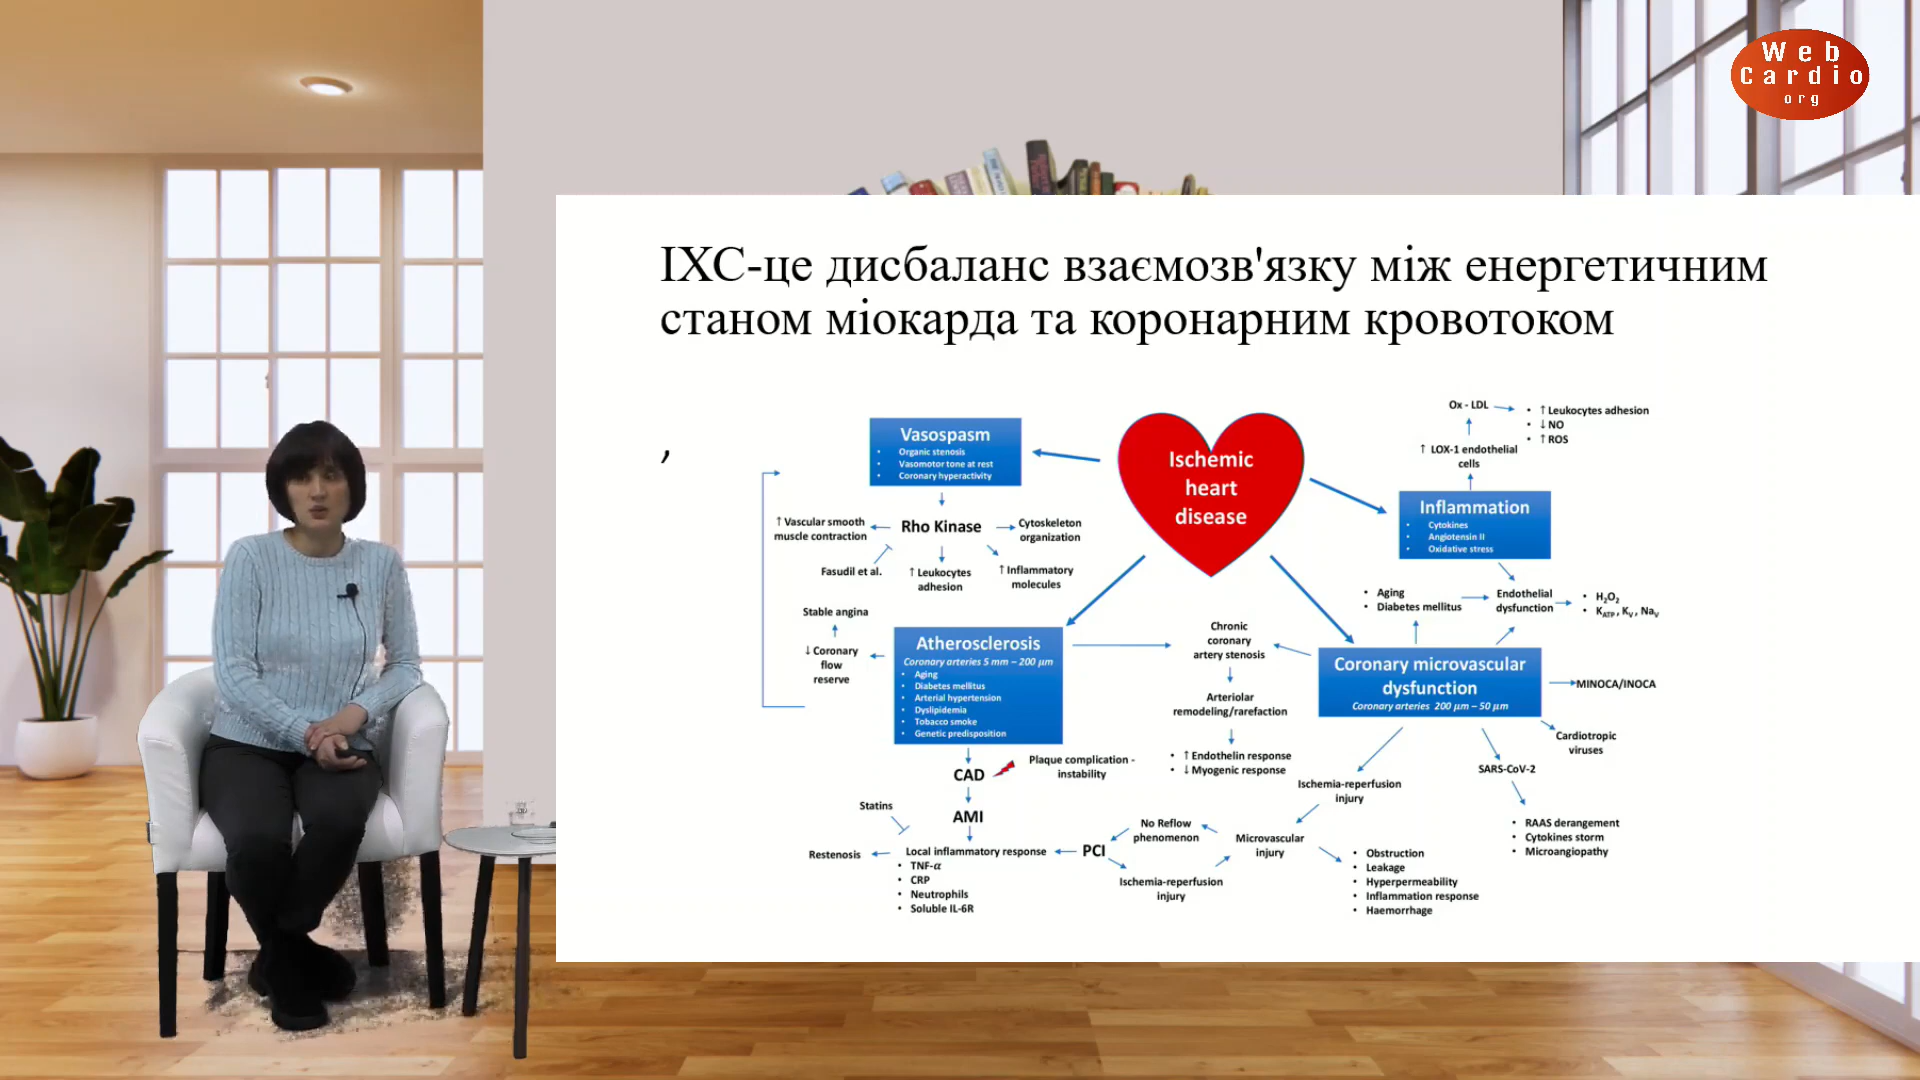 Web
Cardio
org
ІХС-це дисбаланс взаємозв'язку між енергетичним
станом міокарда та коронарним кровотоком
,
Ischemic
heart
disease
Vasospasm
• Organic stenosis
• Vasomotor tone at rest
• Coronary hyperactivity
↑ Vascular smooth
muscle contraction
Rho Kinase
Cytoskeleton
organization
Fasudil et al.
↑ Leukocytes
adhesion
↑ Inflammatory
molecules
Stable angina
↓ Coronary
flow
reserve
Atherosclerosis
Coronary arteries 5 mm – 200 μm
• Aging
• Diabetes mellitus
• Arterial hypertension
• Dyslipidemia
• Tobacco smoke
• Genetic predisposition
CAD
Plaque complication -
instability
Statins
AMI
Restenosis
Local inflammatory response
• TNF-α
• CRP
• Neutrophils
• Soluble IL-6R
PCI
No Reflow
phenomenon
Ischemia-reperfusion
injury
Microvascular
injury
Chronic
coronary
artery stenosis
Arteriolar
remodeling/rarefaction
• ↑ Endothelin response
• ↓ Myogenic response
Ox - LDL
• ↑ Leukocytes adhesion
• ↓ NO
• ↑ ROS
↑ LOX-1 endothelial
cells
Inflammation
• Cytokines
• Angiotensin II
• Oxidative stress
• Aging
• Diabetes mellitus
Endothelial
dysfunction
• H2O2
• KATP, KV, NaV
Coronary microvascular
dysfunction
Coronary arteries 200 μm – 50 μm
MINOCA/INOCA
Cardiotropic
viruses
SARS-CoV-2
• RAAS derangement
• Cytokines storm
• Microangiopathy
Ischemia-reperfusion
injury
• Obstruction
• Leakage
• Hyperpermeability
• Inflammation response
• Haemorrhage